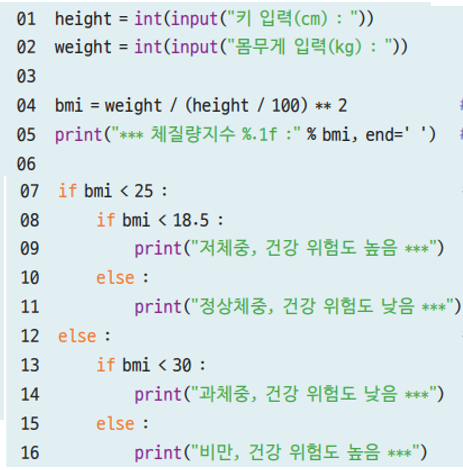 01 height = int(input("키 입력(cm) : "))
02 weight = int(input("몸무게 입력(kg) : "))
03
04 bmi = weight / (height / 100) ** 2
05 print("*** 체질량지수 %.1f :" % bmi, end=' ')
06
07 if bmi < 25 :
08     if bmi < 18.5 :
09         print("저체중, 건강 위험도 높음 ***")
10     else :
11         print("정상체중, 건강 위험도 낮음 ***")
12 else :
13     if bmi < 30 :
14         print("과체중, 건강 위험도 낮음 ***")
15     else :
16         print("비만, 건강 위험도 높음 ***")